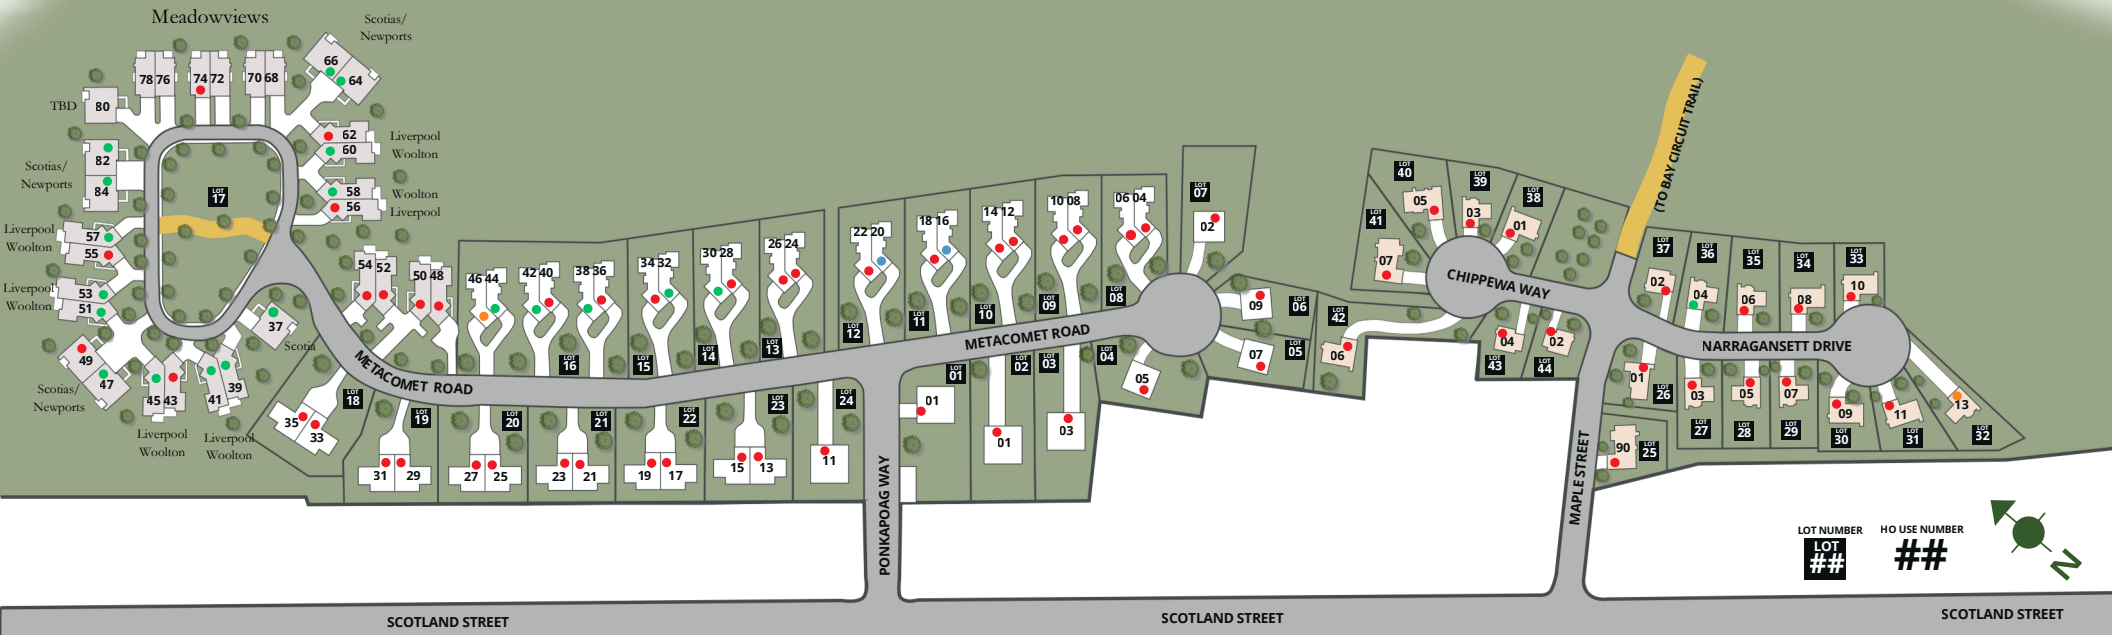 Meadowviews
Scotias/
Newports
78 76
74 72
70 68
66
64
TBD
80
62
60
Liverpool
Woolton
82
84
Scotias/
Newports
LOT
17
58
56
Woolton
Liverpool
57
55
Liverpool
Woolton
53
51
Liverpool
Woolton
49
47
Scotias/
Newports
45 43
Liverpool
Woolton
41
39
Liverpool
Woolton
37
Scotia
54 52
50 48
46 44
42 40
38 36
34 32
30 28
26 24
22 20
18 16
14 12
10 08
06 04
LOT
16
LOT
15
LOT
14
LOT
13
LOT
12
LOT
11
LOT
10
LOT
09
LOT
08
LOT
07
02
09
LOT
06
07
LOT
05
05
LOT
04
METACOMET ROAD
METACOMET ROAD
35
33
LOT
18
31 29
LOT
19
27 25
LOT
20
23 21
LOT
21
19 17
LOT
22
15 13
LOT
23
11
LOT
24
01
LOT
01
01
LOT
02
03
LOT
03
PONKAPOAG WAY
LOT
40
05
LOT
39
03
LOT
38
01
LOT
41
07
CHIPPEWA WAY
LOT
42
06
04
LOT
43
02
LOT
44
(TO BAY CIRCUIT TRAIL)
LOT
37
02
LOT
36
04
LOT
35
06
LOT
34
08
LOT
33
10
NARRAGANSETT DRIVE
01
LOT
26
03
LOT
27
05
LOT
28
07
LOT
29
09
LOT
30
11
LOT
31
13
LOT
32
90
LOT
25
MAPLE STREET
LOT NUMBER
LOT
##
HO USE NUMBER
##
N
SCOTLAND STREET
SCOTLAND STREET
SCOTLAND STREET